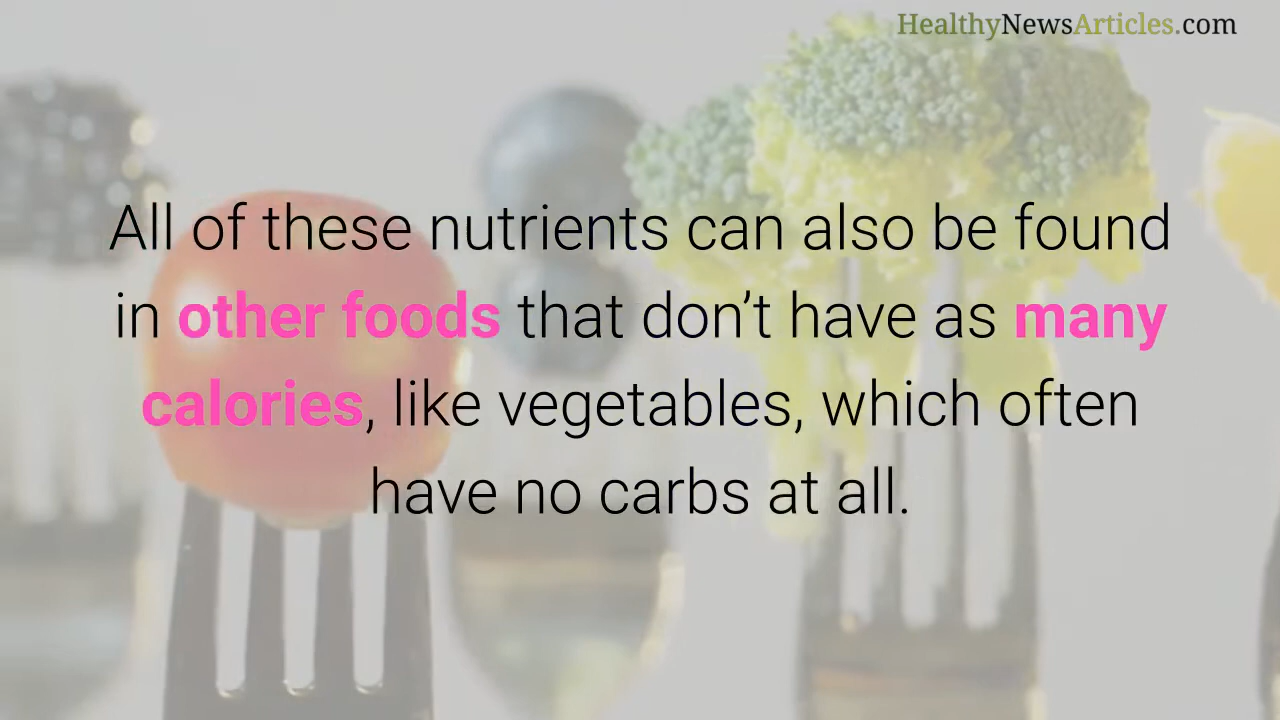 HealthyNewsArticles.com
All of these nutrients can also be found
in other foods that don’t have as many
calories, like vegetables, which often
have no carbs at all.